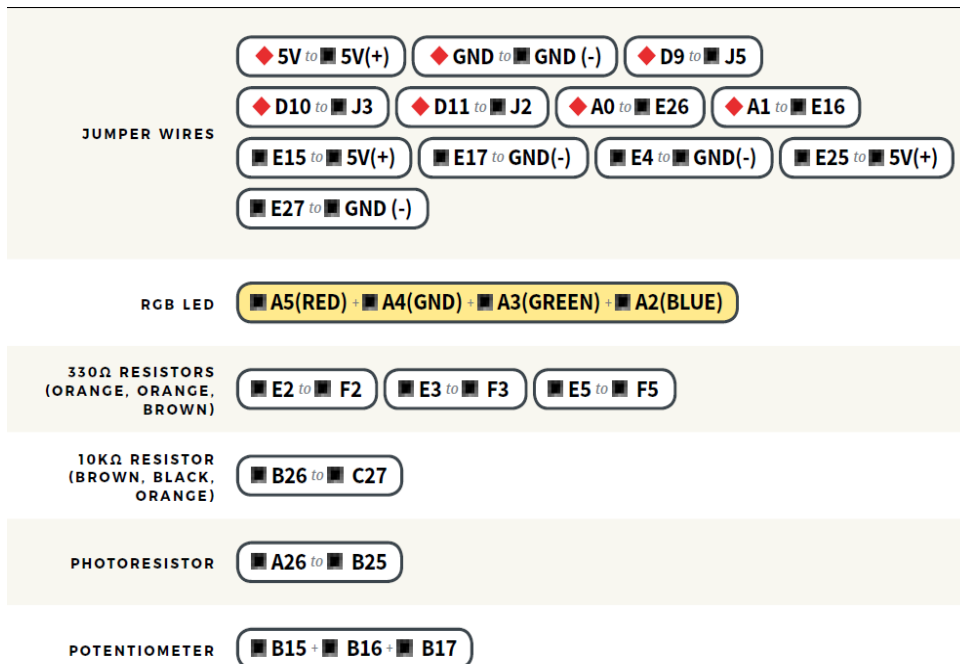 5V to 5V(+) GND to GND (-) D9 to J5
D10 to J3 D11 to J2 A0 to E26 A1 to E16
JUMPER WIRES
E15 to 5V(+) E17 to GND(-) E4 to GND(-) E25 to 5V(+)
E27 to GND (-)
RGB LED A5(RED) + A4(GND) + A3(GREEN) + A2(BLUE)
330Ω RESISTORS
(ORANGE, ORANGE,
BROWN)
E2 to F2 E3 to F3 E5 to F5
10KΩ RESISTOR
(BROWN, BLACK,
ORANGE)
B26 to C27
PHOTORESISTOR A26 to B25
POTENTIOMETER B15 + B16 + B17